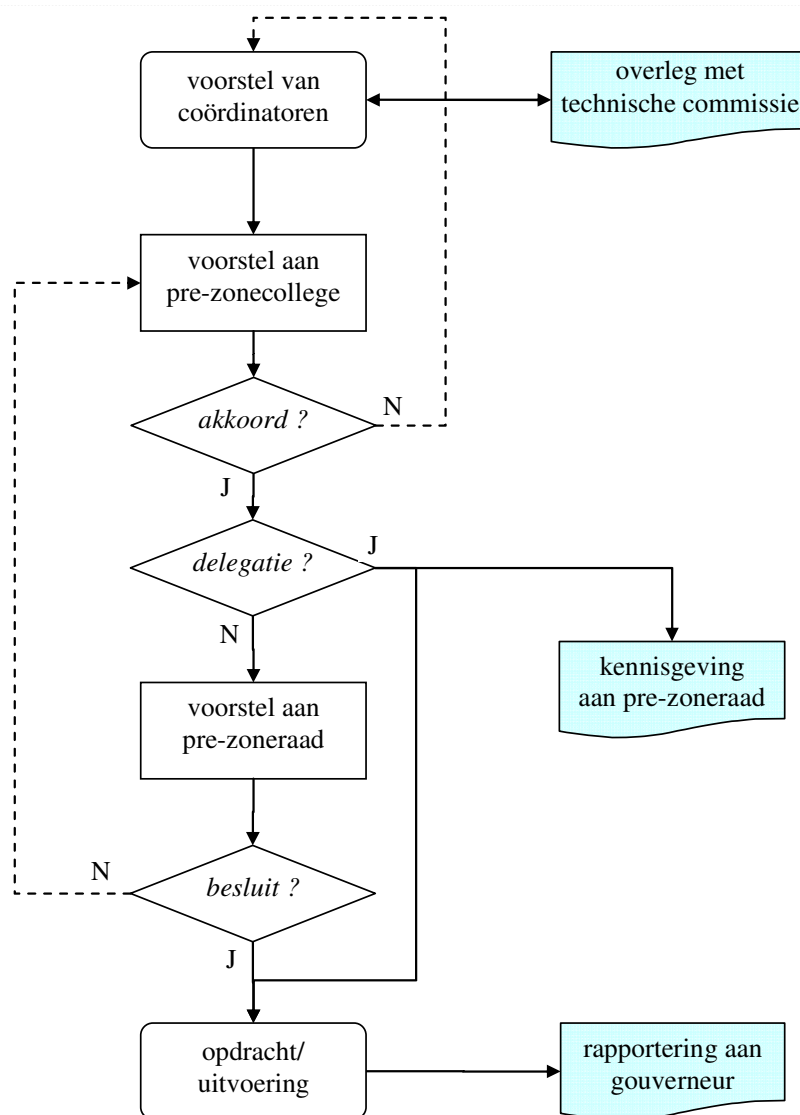 voorstel van
coördinatoren
overleg met
technische commissie
voorstel aan
pre-zonecollege
akkoord ?
N
J
delegatie ?
J
N
kennisgeving
aan pre-zoneraad
voorstel aan
pre-zoneraad
N
besluit ?
J
opdracht/
uitvoering
rapportering aan
gouverneur